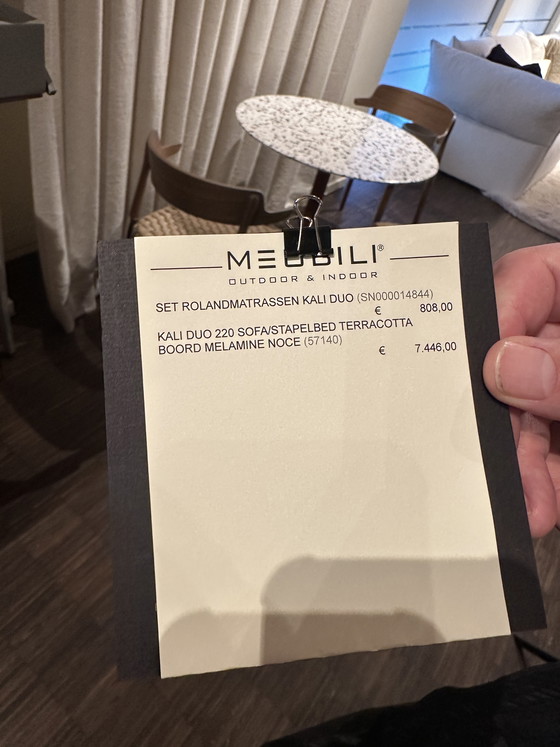 MEUBILI®
OUTDOOR & INDOOR
SET ROLANDMATRASSEN KALI DUO (SN000014844)
€ 808,00
KALI DUO 220 SOFA/STAPELBED TERRACOTTA
BOORD MELAMINE NOCE (57140)
€ 7.446,00